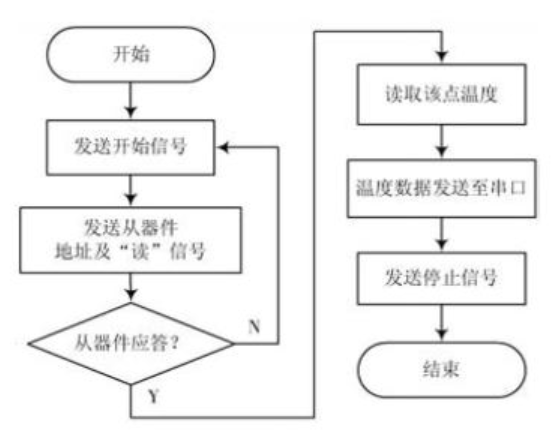 开始
发送开始信号
发送从器件
地址及“读”信号
从器件应答？
N
Y
读取该点温度
温度数据发送至串口
发送停止信号
结束